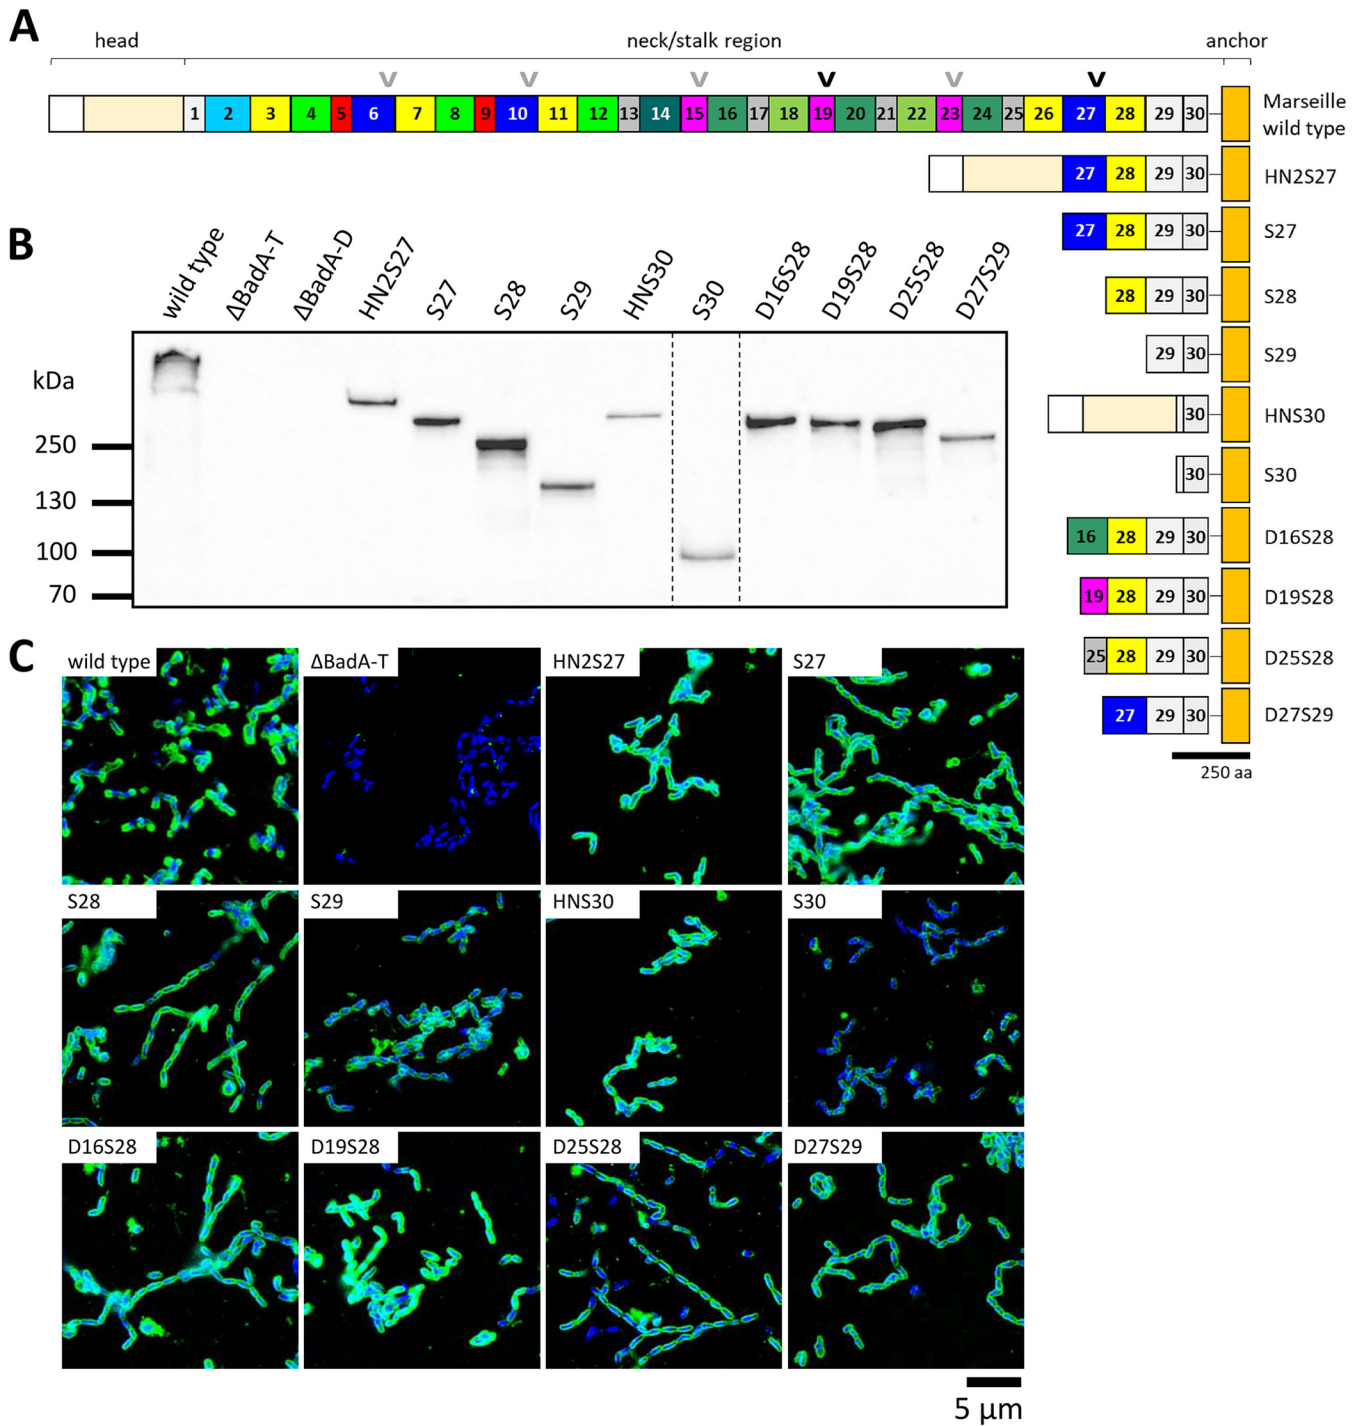 A
head
neck/stalk region
anchor
v v v v v v
1 2 3 4 5 6 7 8 9 10 11 12 13 14 15 16 17 18 19 20 21 22 23 24 25 26 27 28 29 30
Marseille
wild type
27 28 29 30 HN2S27
27 28 29 30 S27
28 29 30 S28
29 30 S29
30 HNS30
30 S30
16 28 29 30 D16S28
19 28 29 30 D19S28
25 28 29 30 D25S28
27 29 30 D27S29
250 aa
B
wild type ΔBadA-T ΔBadA-D HN2S27 S27 S28 S29 HNS30 S30 D16S28 D19S28 D25S28 D27S29
kDa
250
130
100
70
C
wild type ΔBadA-T HN2S27 S27
S28 S29 HNS30 S30
D16S28 D19S28 D25S28 D27S29
5 µm